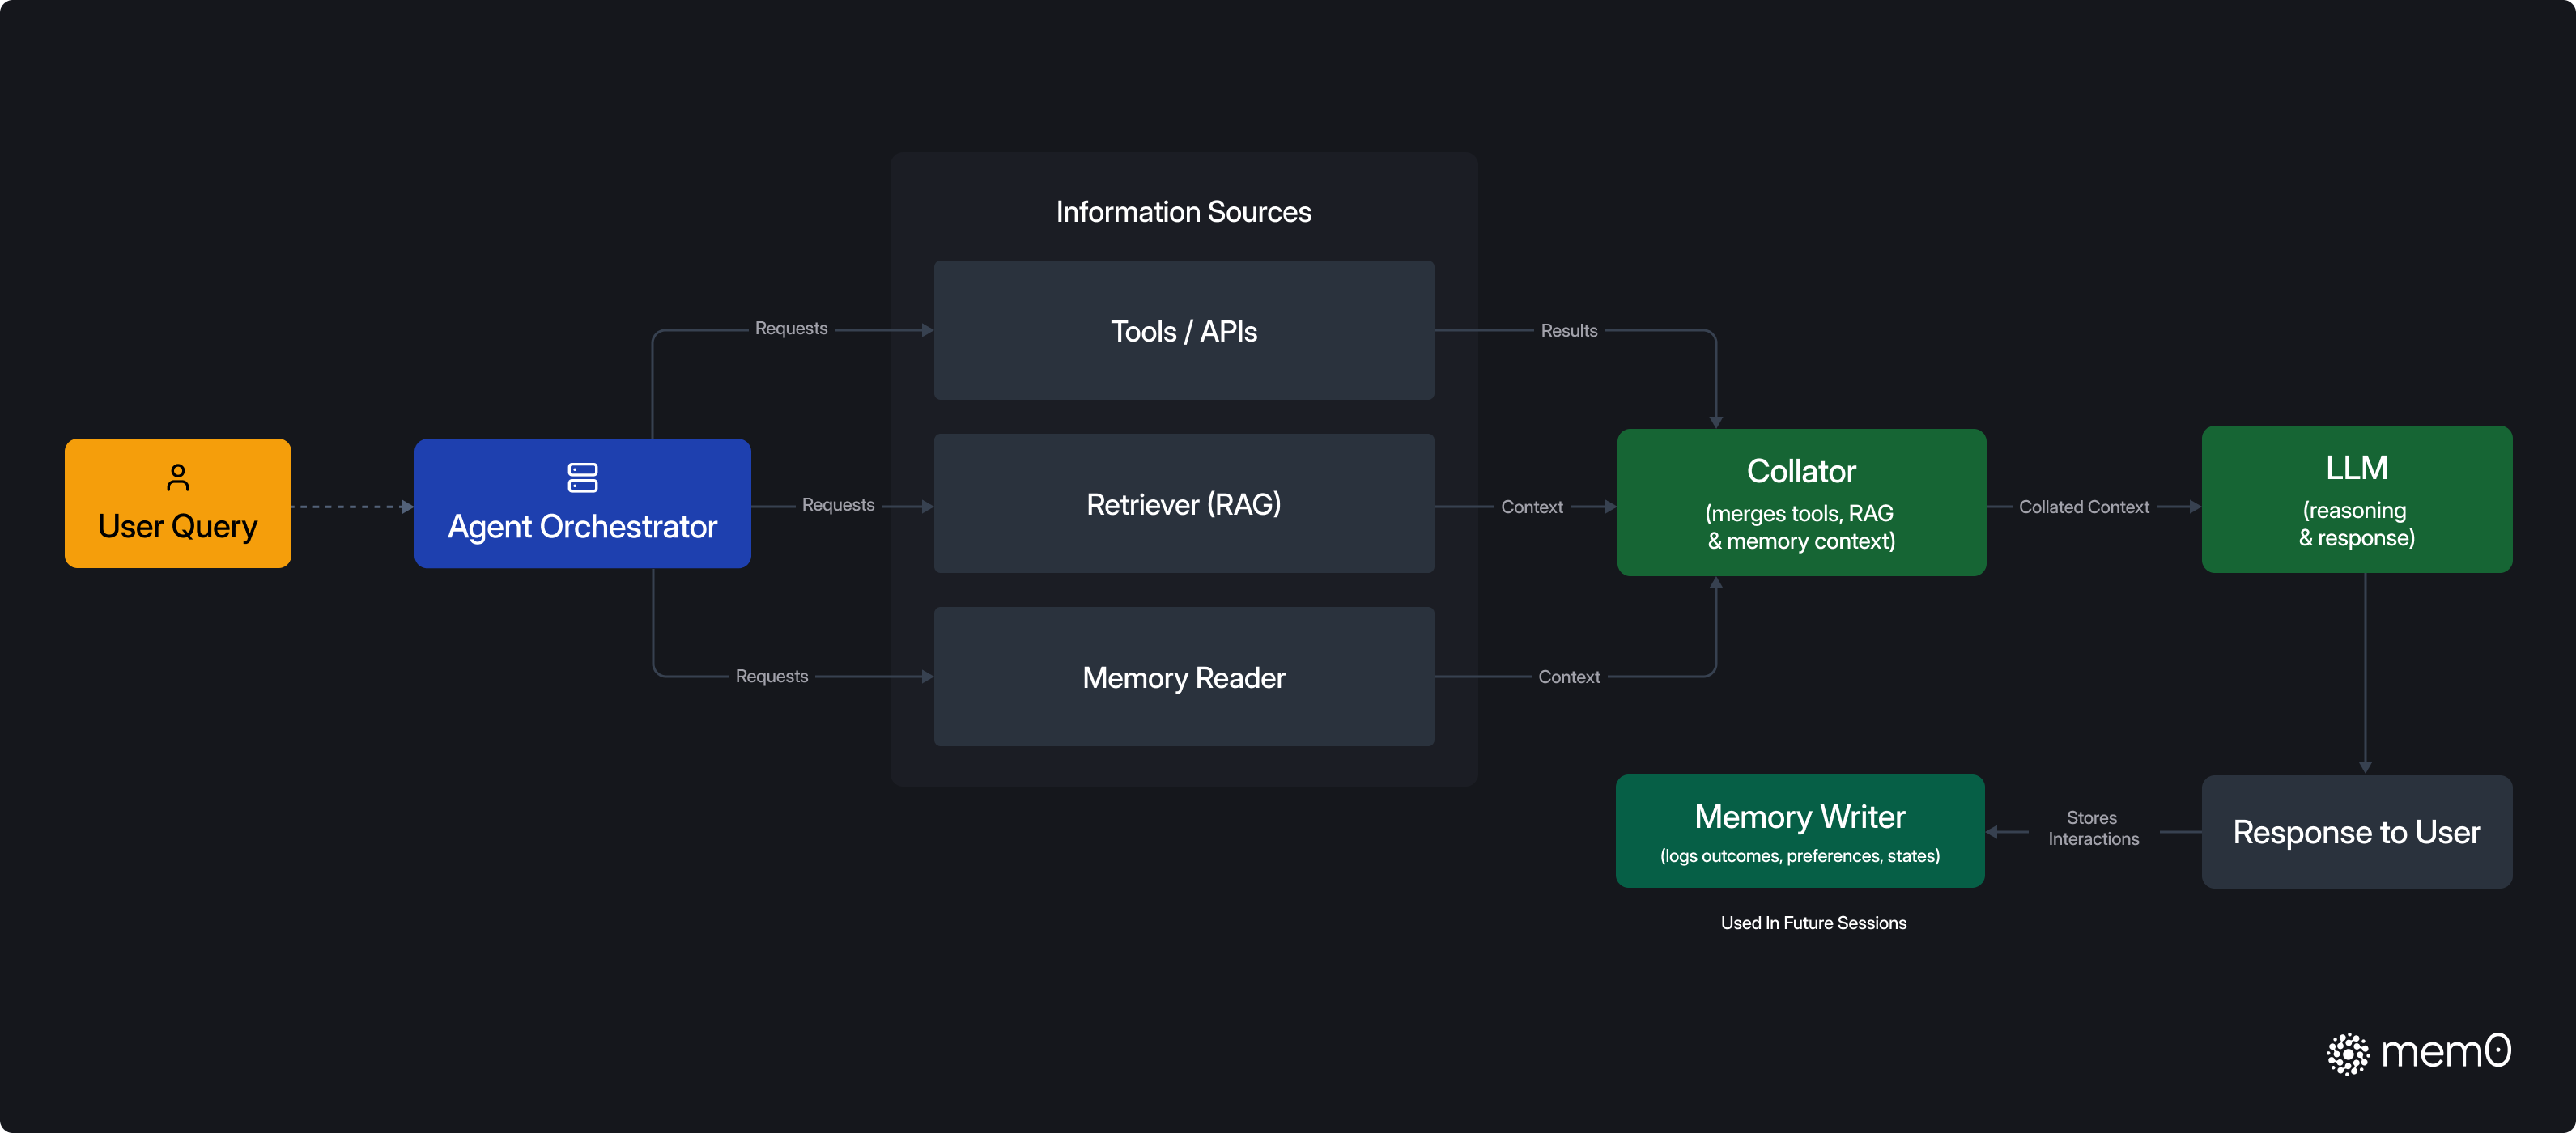 Information Sources
Requests
Tools / APIs
Results
User Query
Agent Orchestrator
Requests
Retriever (RAG)
Context
Collator
(merges tools, RAG
& memory context)
Collated Context
LLM
(reasoning
& response)
Requests
Memory Reader
Context
Memory Writer
(logs outcomes, preferences, states)
Stores
Interactions
Response to User
Used In Future Sessions
mem0